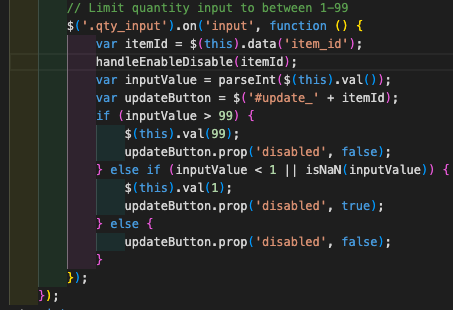 // Limit quantity input to between 1-99
$('.qty_input').on('input', function () {
var itemId = $(this).data('item_id');
handleEnableDisable(itemId);
var inputValue = parseInt($(this).val());
var updateButton = $('#update_' + itemId);
if (inputValue > 99) {
$(this).val(99);
updateButton.prop('disabled', false);
} else if (inputValue < 1 || isNaN(inputValue)) {
$(this).val(1);
updateButton.prop('disabled', true);
} else {
updateButton.prop('disabled', false);
}
});
});